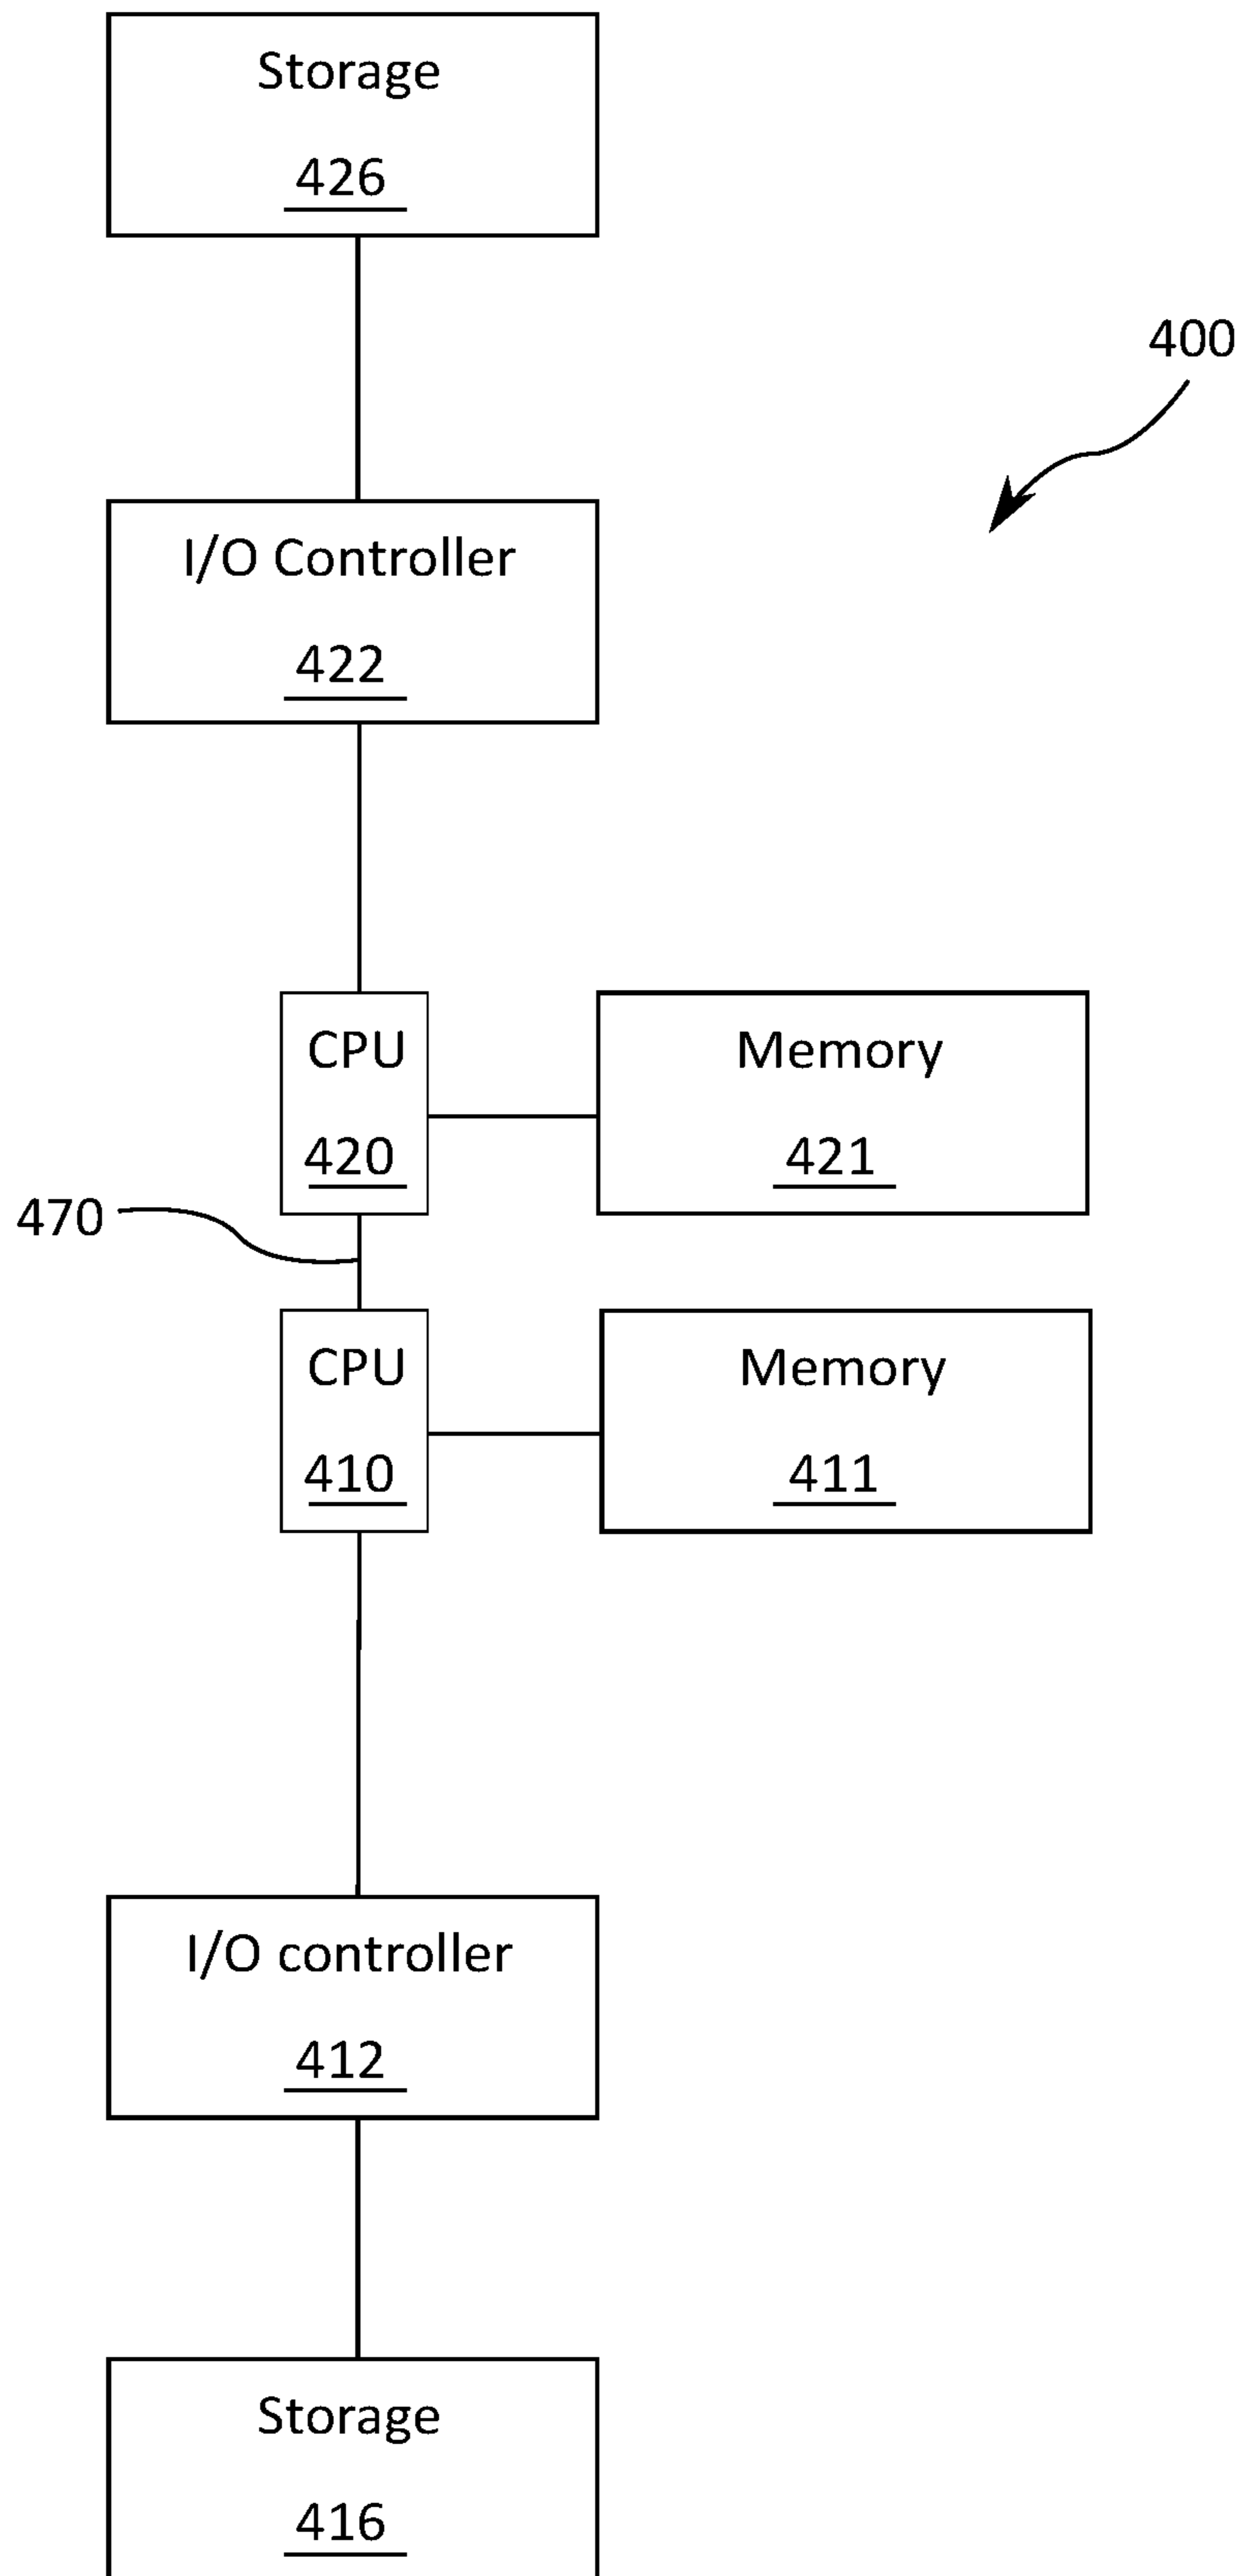 Storage
426
400
I/O Controller
422
CPU
420
Memory
421
470
CPU
410
Memory
411
I/O controller
412
Storage
416